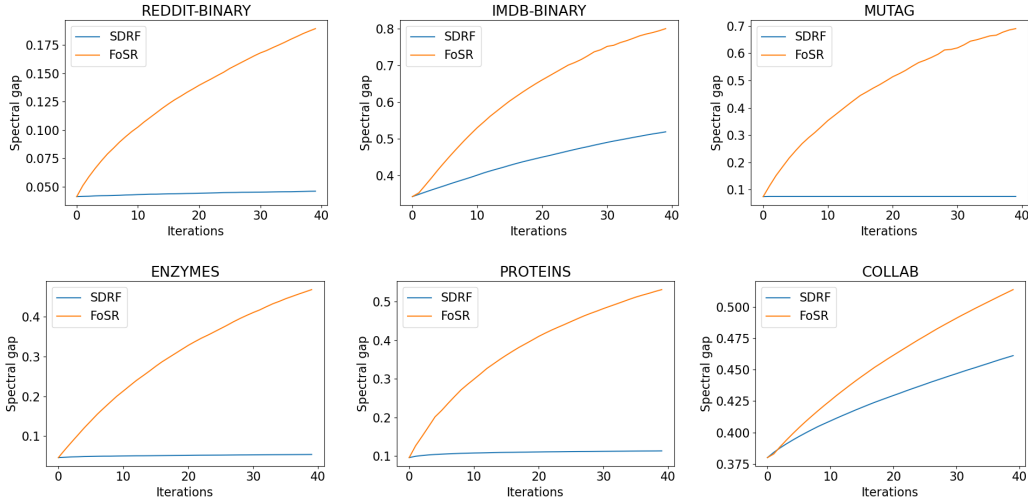 REDDIT-BINARY
SDRF
FoSR
Spectral gap
0.175
0.150
0.125
0.100
0.075
0.050
0
10
20
30
40
Iterations
IMDB-BINARY
SDRF
FoSR
Spectral gap
0.8
0.7
0.6
0.5
0.4
0
10
20
30
40
Iterations
MUTAG
SDRF
FoSR
Spectral gap
0.7
0.6
0.5
0.4
0.3
0.2
0.1
0
10
20
30
40
Iterations
ENZYMES
SDRF
FoSR
Spectral gap
0.4
0.3
0.2
0.1
0
10
20
30
40
Iterations
PROTEINS
SDRF
FoSR
Spectral gap
0.5
0.4
0.3
0.2
0.1
0
10
20
30
40
Iterations
COLLAB
SDRF
FoSR
Spectral gap
0.500
0.475
0.450
0.425
0.400
0.375
0
10
20
30
40
Iterations